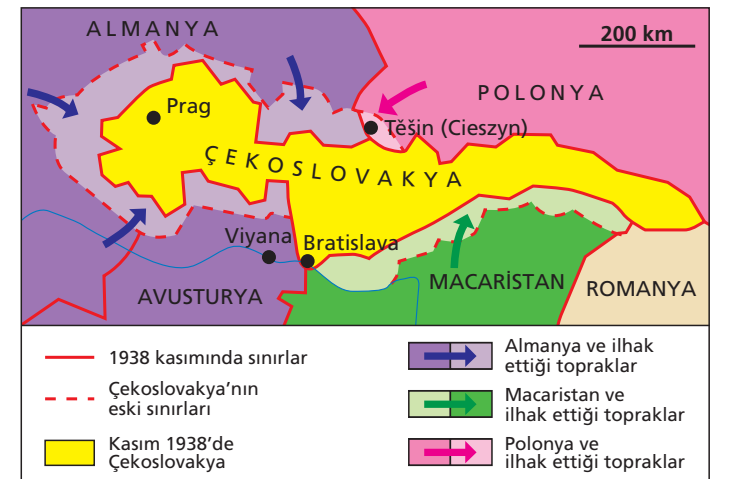 ALMANYA
200 km
POLONYA
Prag
Těšin (Cieszyn)
ÇEKOSLOVAKYA
Viyana
Bratislava
AVUSTURYA
MACARİSTAN
ROMANYA
1938 kasımında sınırlar
Çekoslovakya’nın
eski sınırları
Kasım 1938’de
Çekoslovakya
Almanya ve ilhak
ettiği topraklar
Macaristan ve
ilhak ettiği topraklar
Polonya ve
ilhak ettiği topraklar